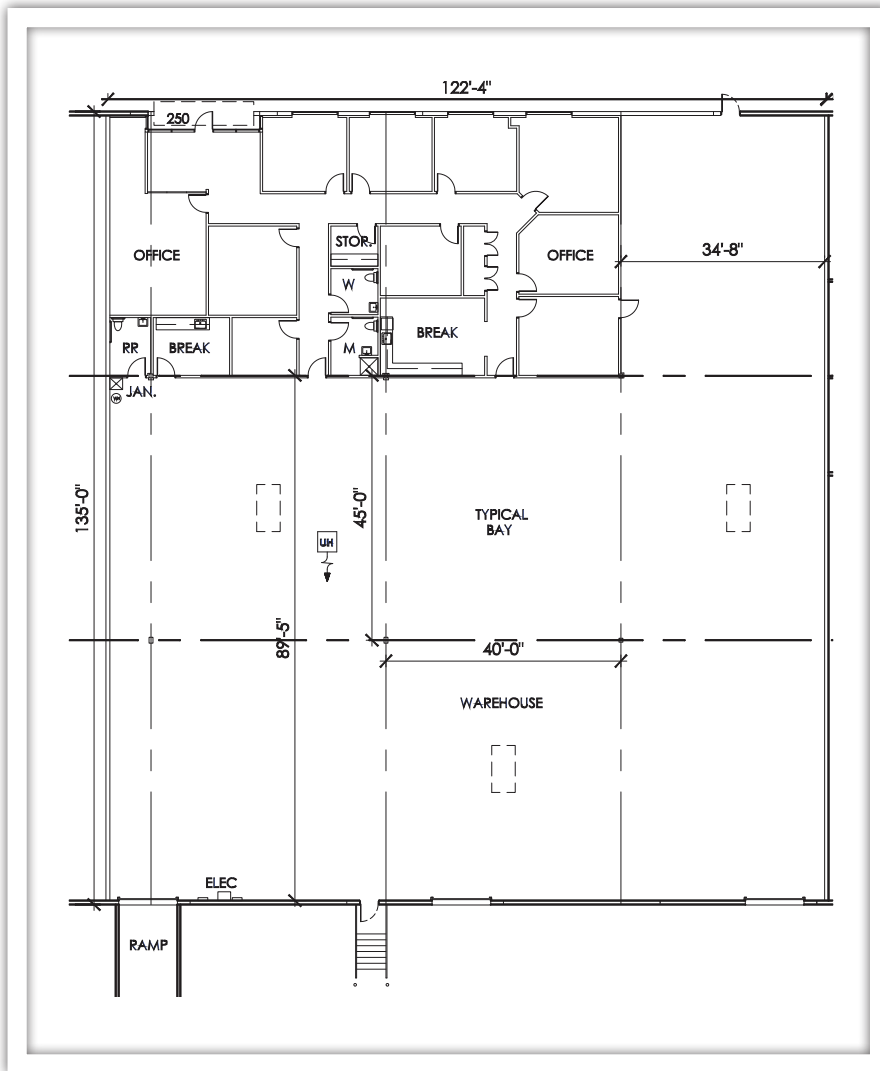 122'-4"
250
STOR.
OFFICE
OFFICE
34'-8"
W
BREAK
RR
BREAK
M
JAN.
WH
135'-0"
45'-0"
TYPICAL
BAY
UH
89'-5"
40'-0"
WAREHOUSE
ELEC
RAMP